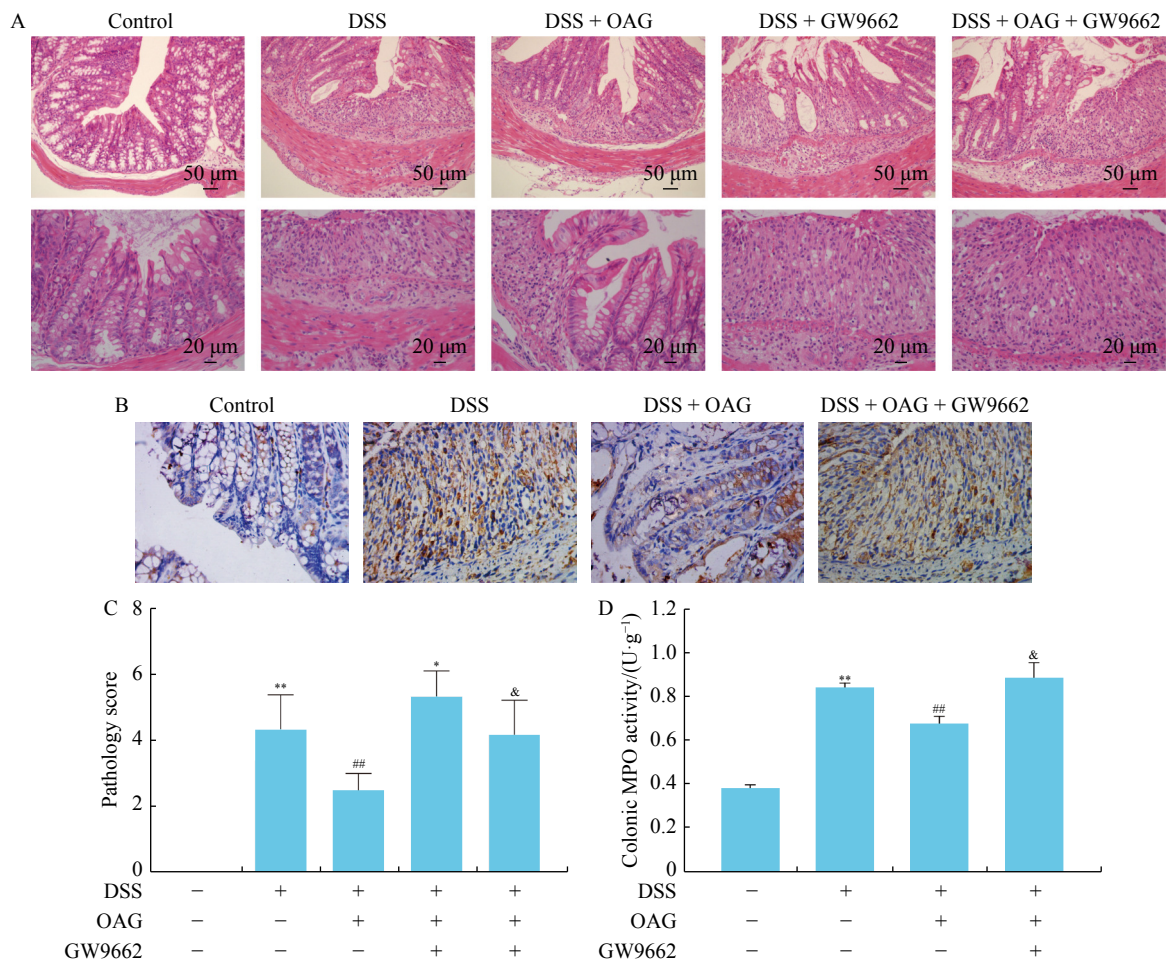 A Control DSS DSS + OAG DSS + GW9662 DSS + OAG + GW9662
50 μm 50 μm 50 μm 50 μm 50 μm
20 μm 20 μm 20 μm 20 μm 20 μm
B Control DSS DSS + OAG DSS + OAG + GW9662
C
Pathology score
8
6
4
2
0
** ## * &
DSS − + + + +
OAG − − + + +
GW9662 − − − + +
D
Colonic MPO activity/(U·g⁻¹)
1.2
1.0
0.8
0.6
0.4
0.2
0
** ## &
DSS − + + +
OAG − − + +
GW9662 − − − +